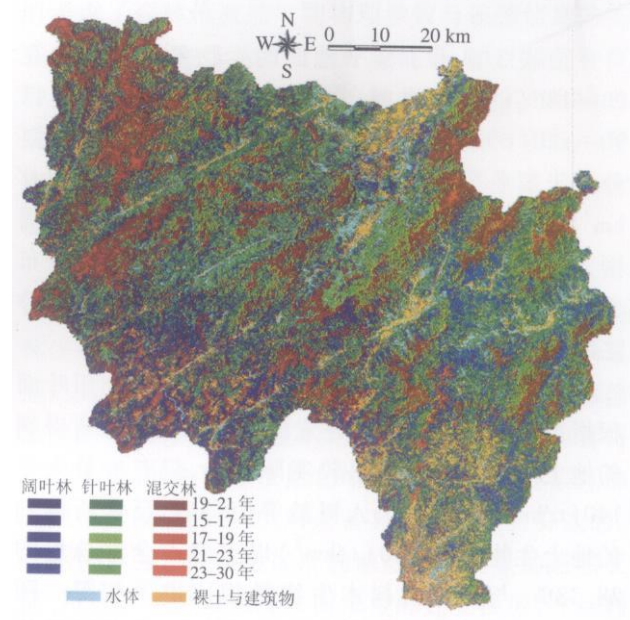 N
W E
S
0 10 20 km
阔叶林 针叶林 混交林
19–21 年
15–17 年
17–19 年
21–23 年
23–30 年
水体 裸土与建筑物